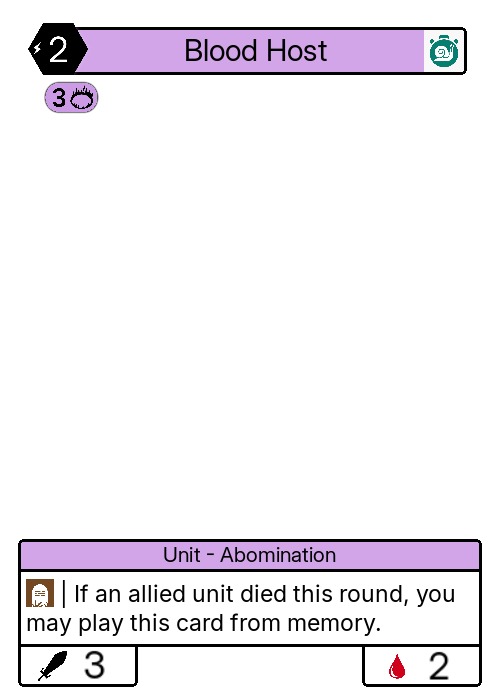 2 Blood Host
3
Unit - Abomination
| If an allied unit died this round, you
may play this card from memory.
3 2